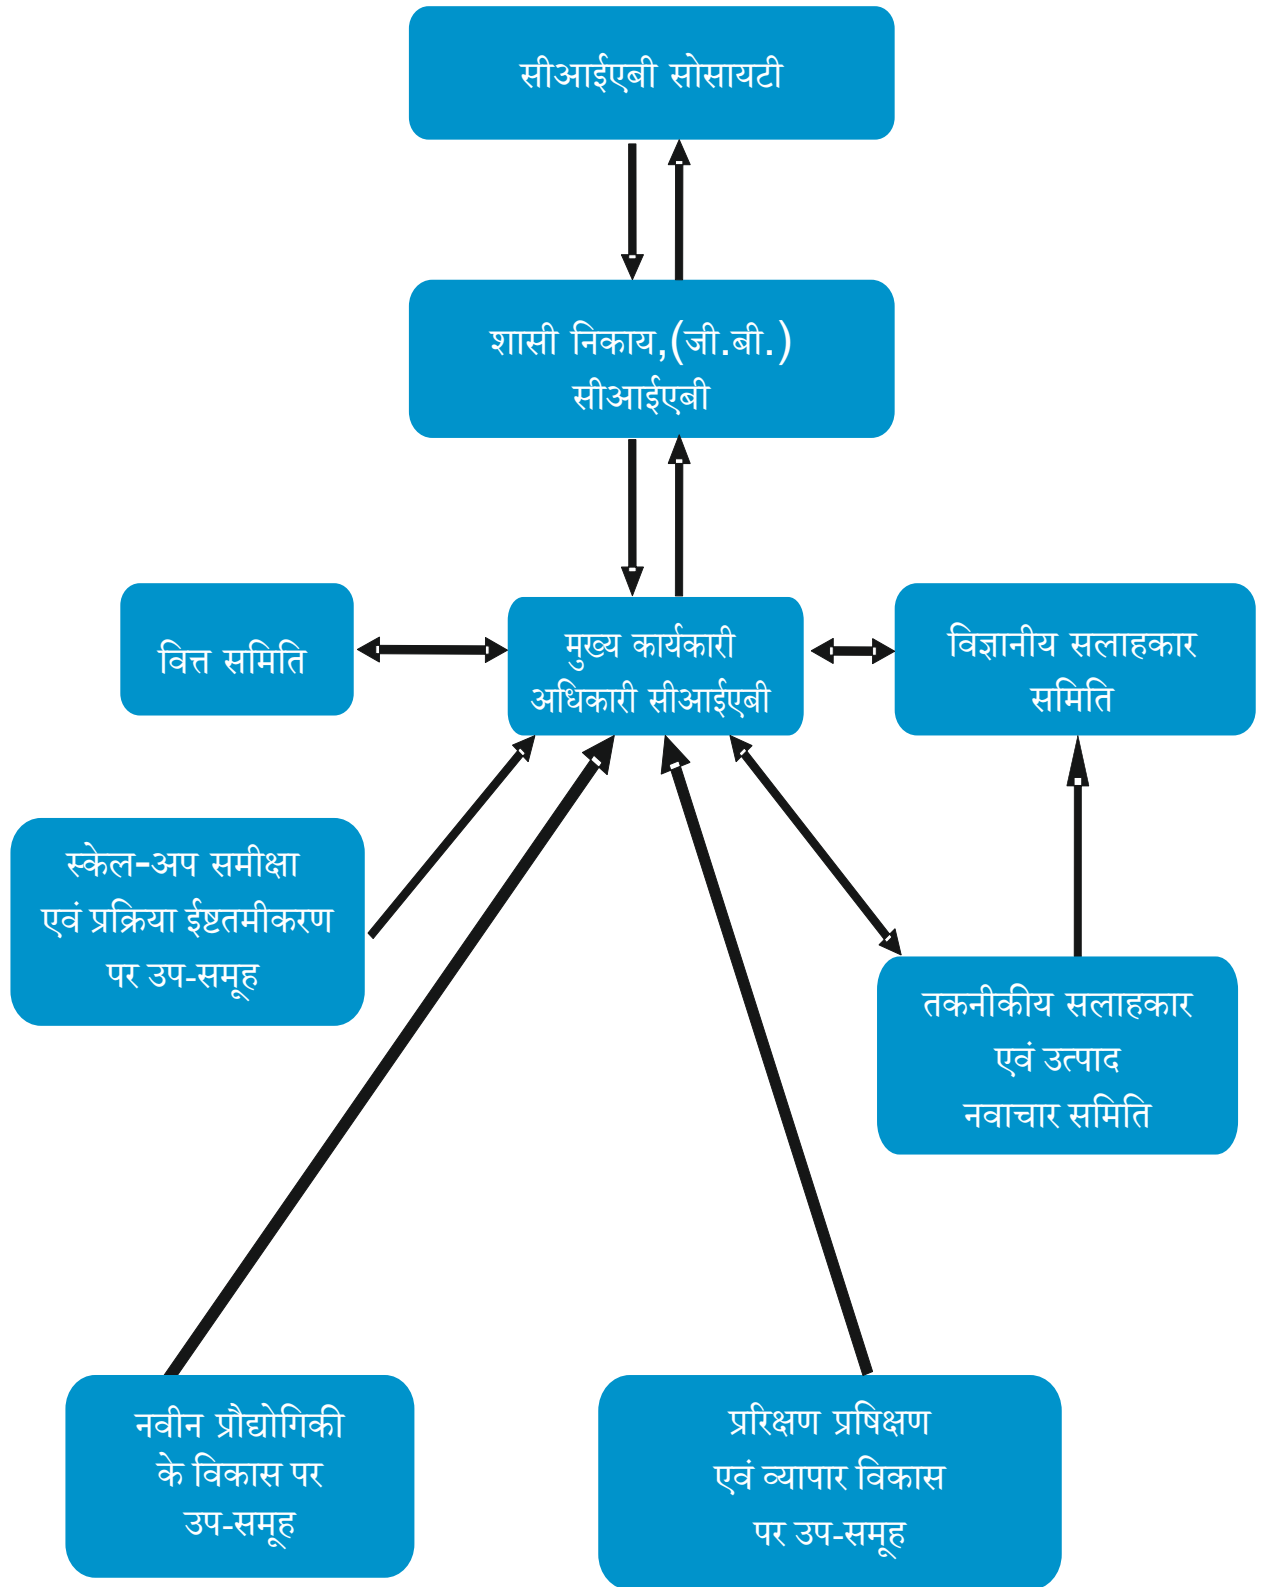 सीआईएबी सोसायटी
शासी निकाय,(जी.बी.)
सीआईएबी
वित्त समिति
मुख्य कार्यकारी
अधिकारी सीआईएबी
विज्ञानीय सलाहकार
समिति
स्केल-अप समीक्षा
एवं प्रक्रिया ईष्टतमीकरण
पर उप-समूह
तकनीकीय सलाहकार
एवं उत्पाद
नवाचार समिति
नवीन प्रौद्योगिकी
के विकास पर
उप-समूह
प्ररिक्षण प्रषिक्षण
एवं व्यापार विकास
पर उप-समूह